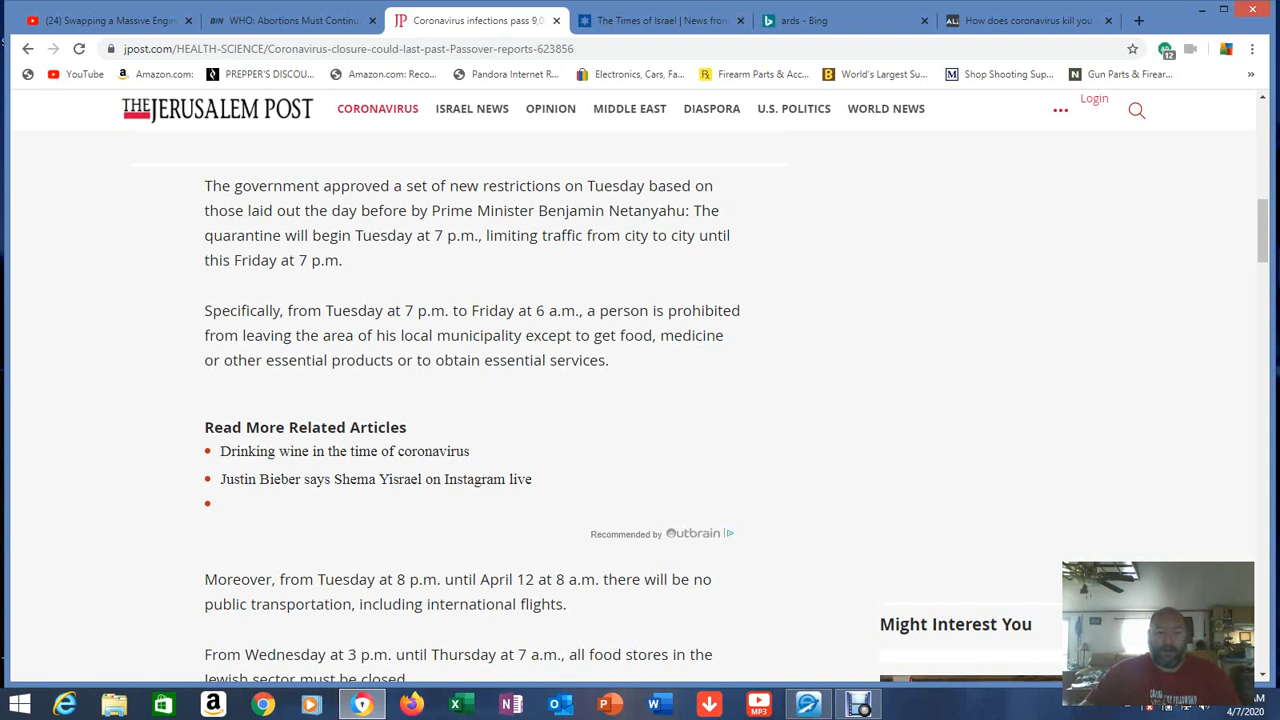 (24) Swapping a Massive Engin
BIN WHO: Abortions Must Continu
JP Coronavirus infections pass 9,0
The Times of Israel | News from
ards - Bing
How does coronavirus kill you
jpost.com/HEALTH-SCIENCE/Coronavirus-closure-could-last-past-Passover-reports-623856
12
YouTube
Amazon.com:
PREPPER'S DISCOU...
Amazon.com: Reco...
Pandora Internet R...
Electronics, Cars, Fa...
Firearm Parts & Acc...
World's Largest Su...
Shop Shooting Sup...
Gun Parts & Firear...
THE JERUSALEM POST
CORONAVIRUS
ISRAEL NEWS
OPINION
MIDDLE EAST
DIASPORA
U.S. POLITICS
WORLD NEWS
Login
The government approved a set of new restrictions on Tuesday based on
those laid out the day before by Prime Minister Benjamin Netanyahu: The
quarantine will begin Tuesday at 7 p.m., limiting traffic from city to city until
this Friday at 7 p.m.
Specifically, from Tuesday at 7 p.m. to Friday at 6 a.m., a person is prohibited
from leaving the area of his local municipality except to get food, medicine
or other essential products or to obtain essential services.
Read More Related Articles
Drinking wine in the time of coronavirus
Justin Bieber says Shema Yisrael on Instagram live
Recommended by Outbrain
Moreover, from Tuesday at 8 p.m. until April 12 at 8 a.m. there will be no
public transportation, including international flights.
Might Interest You
From Wednesday at 3 p.m. until Thursday at 7 a.m., all food stores in the
Jewish sector must be closed
MP3
4/7/2020